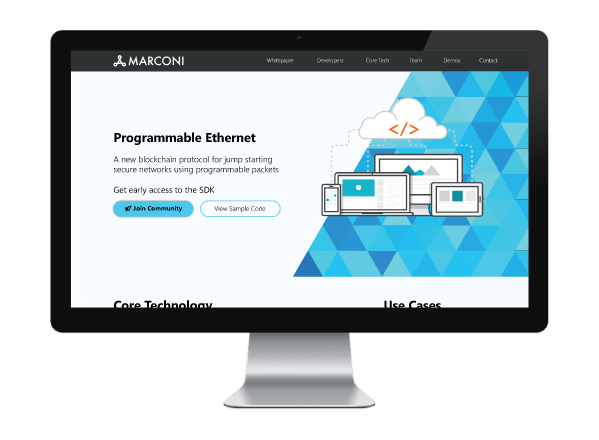 MARCONI
Whitepaper Developers Core Tech Team Demos Contact
</>
Programmable Ethernet
A new blockchain protocol for jump starting
secure networks using programmable packets
Get early access to the SDK
Join Community View Sample Code
Core Technology Use Cases